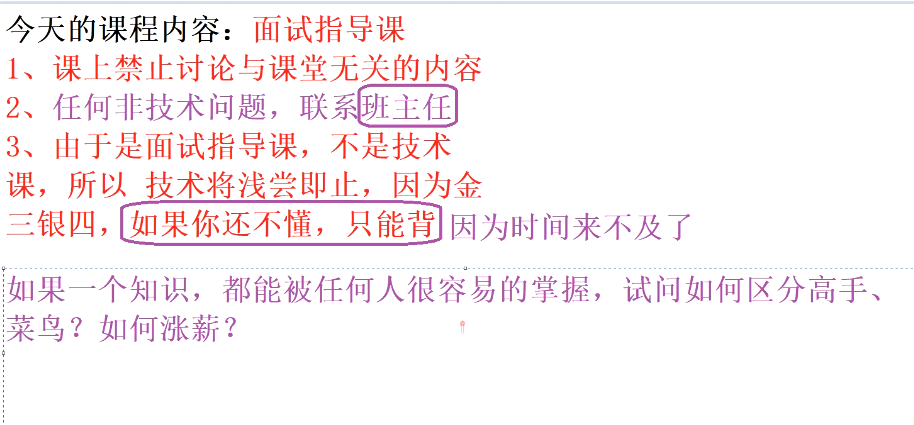 今天的课程内容：面试指导课
1、课上禁止讨论与课堂无关的内容
2、任何非技术问题，联系班主任
3、由于是面试指导课，不是技术
课，所以 技术将浅尝即止，因为金
三银四，如果你还不懂，只能背 因为时间来不及了
如果一个知识，都能被任何人很容易的掌握，试问如何区分高手、
菜鸟？如何涨薪？